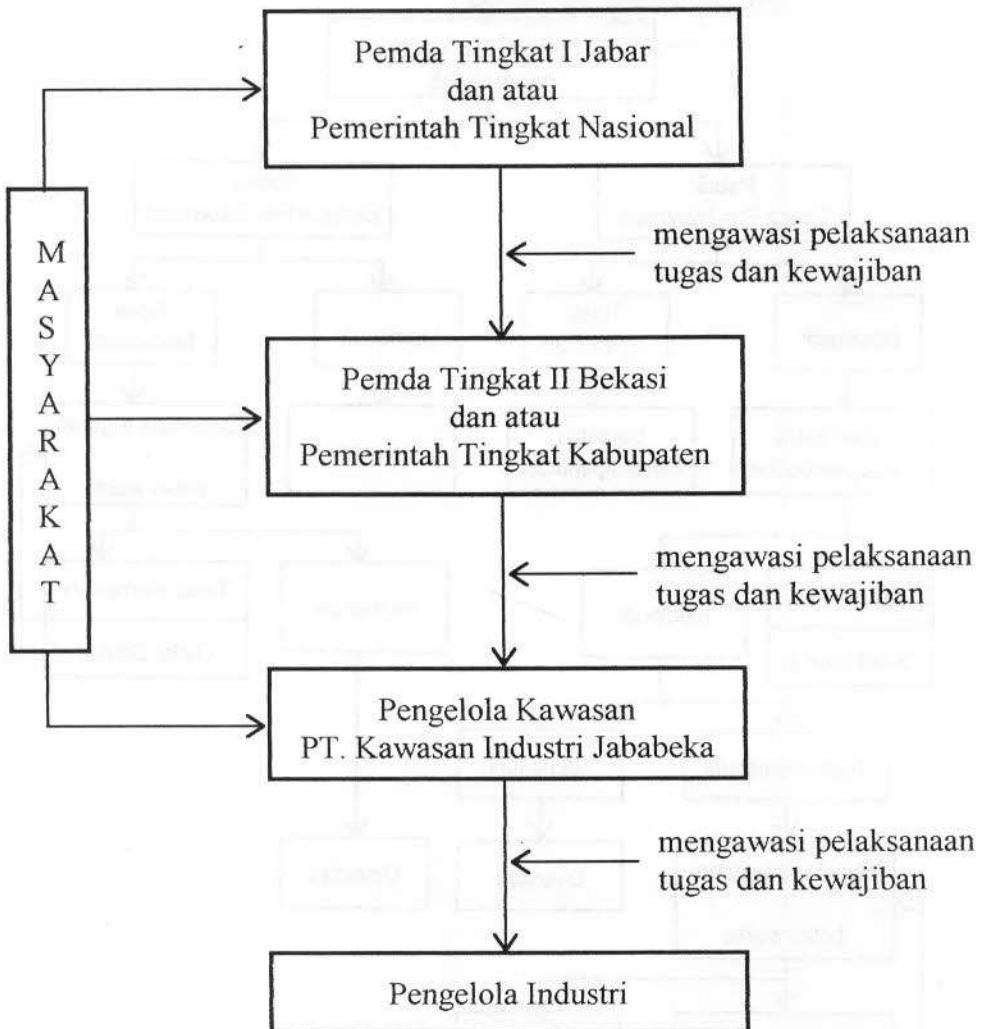 Pemda Tingkat I Jabar
dan atau
Pemerintah Tingkat Nasional
MASYARAKAT
mengawasi pelaksanaan
tugas dan kewajiban
Pemda Tingkat II Bekasi
dan atau
Pemerintah Tingkat Kabupaten
mengawasi pelaksanaan
tugas dan kewajiban
Pengelola Kawasan
PT. Kawasan Industri Jababeka
mengawasi pelaksanaan
tugas dan kewajiban
Pengelola Industri